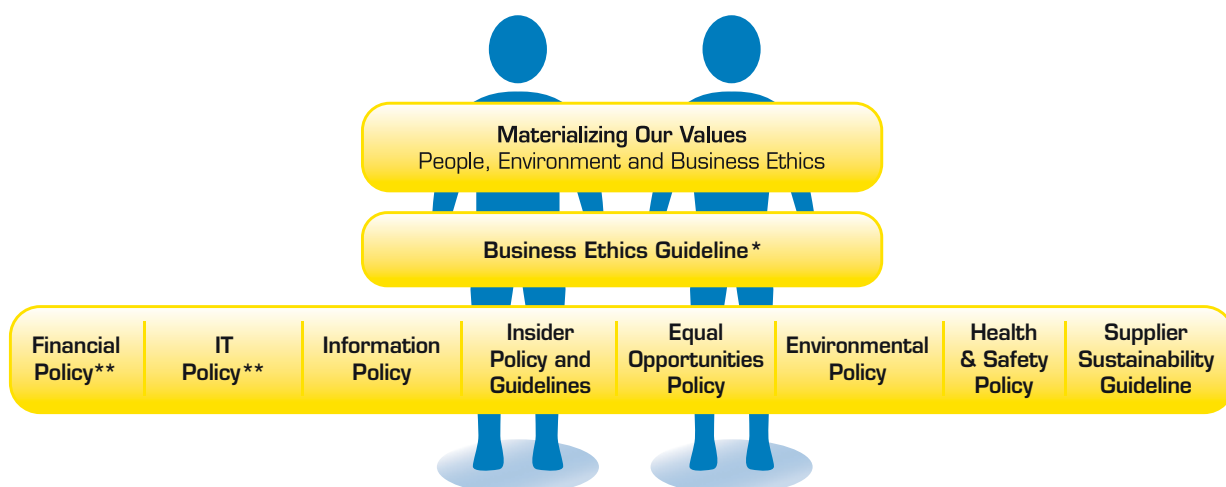 Materializing Our Values
People, Environment and Business Ethics
Business Ethics Guideline*
Financial
Policy**
IT
Policy**
Information
Policy
Insider
Policy and
Guidelines
Equal
Opportunities
Policy
Environmental
Policy
Health
& Safety
Policy
Supplier
Sustainability
Guideline